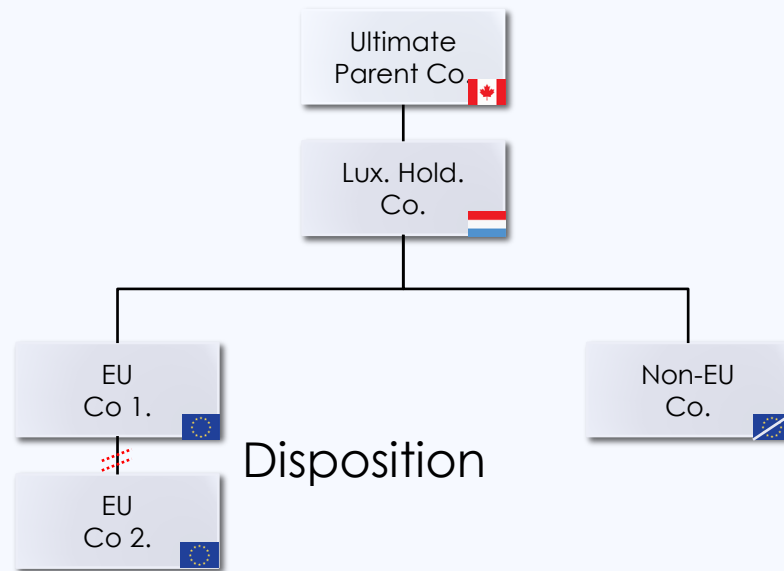 Ultimate
Parent Co.
Lux. Hold.
Co.
EU
Co 1.
Non-EU
Co.
Disposition
EU
Co 2.